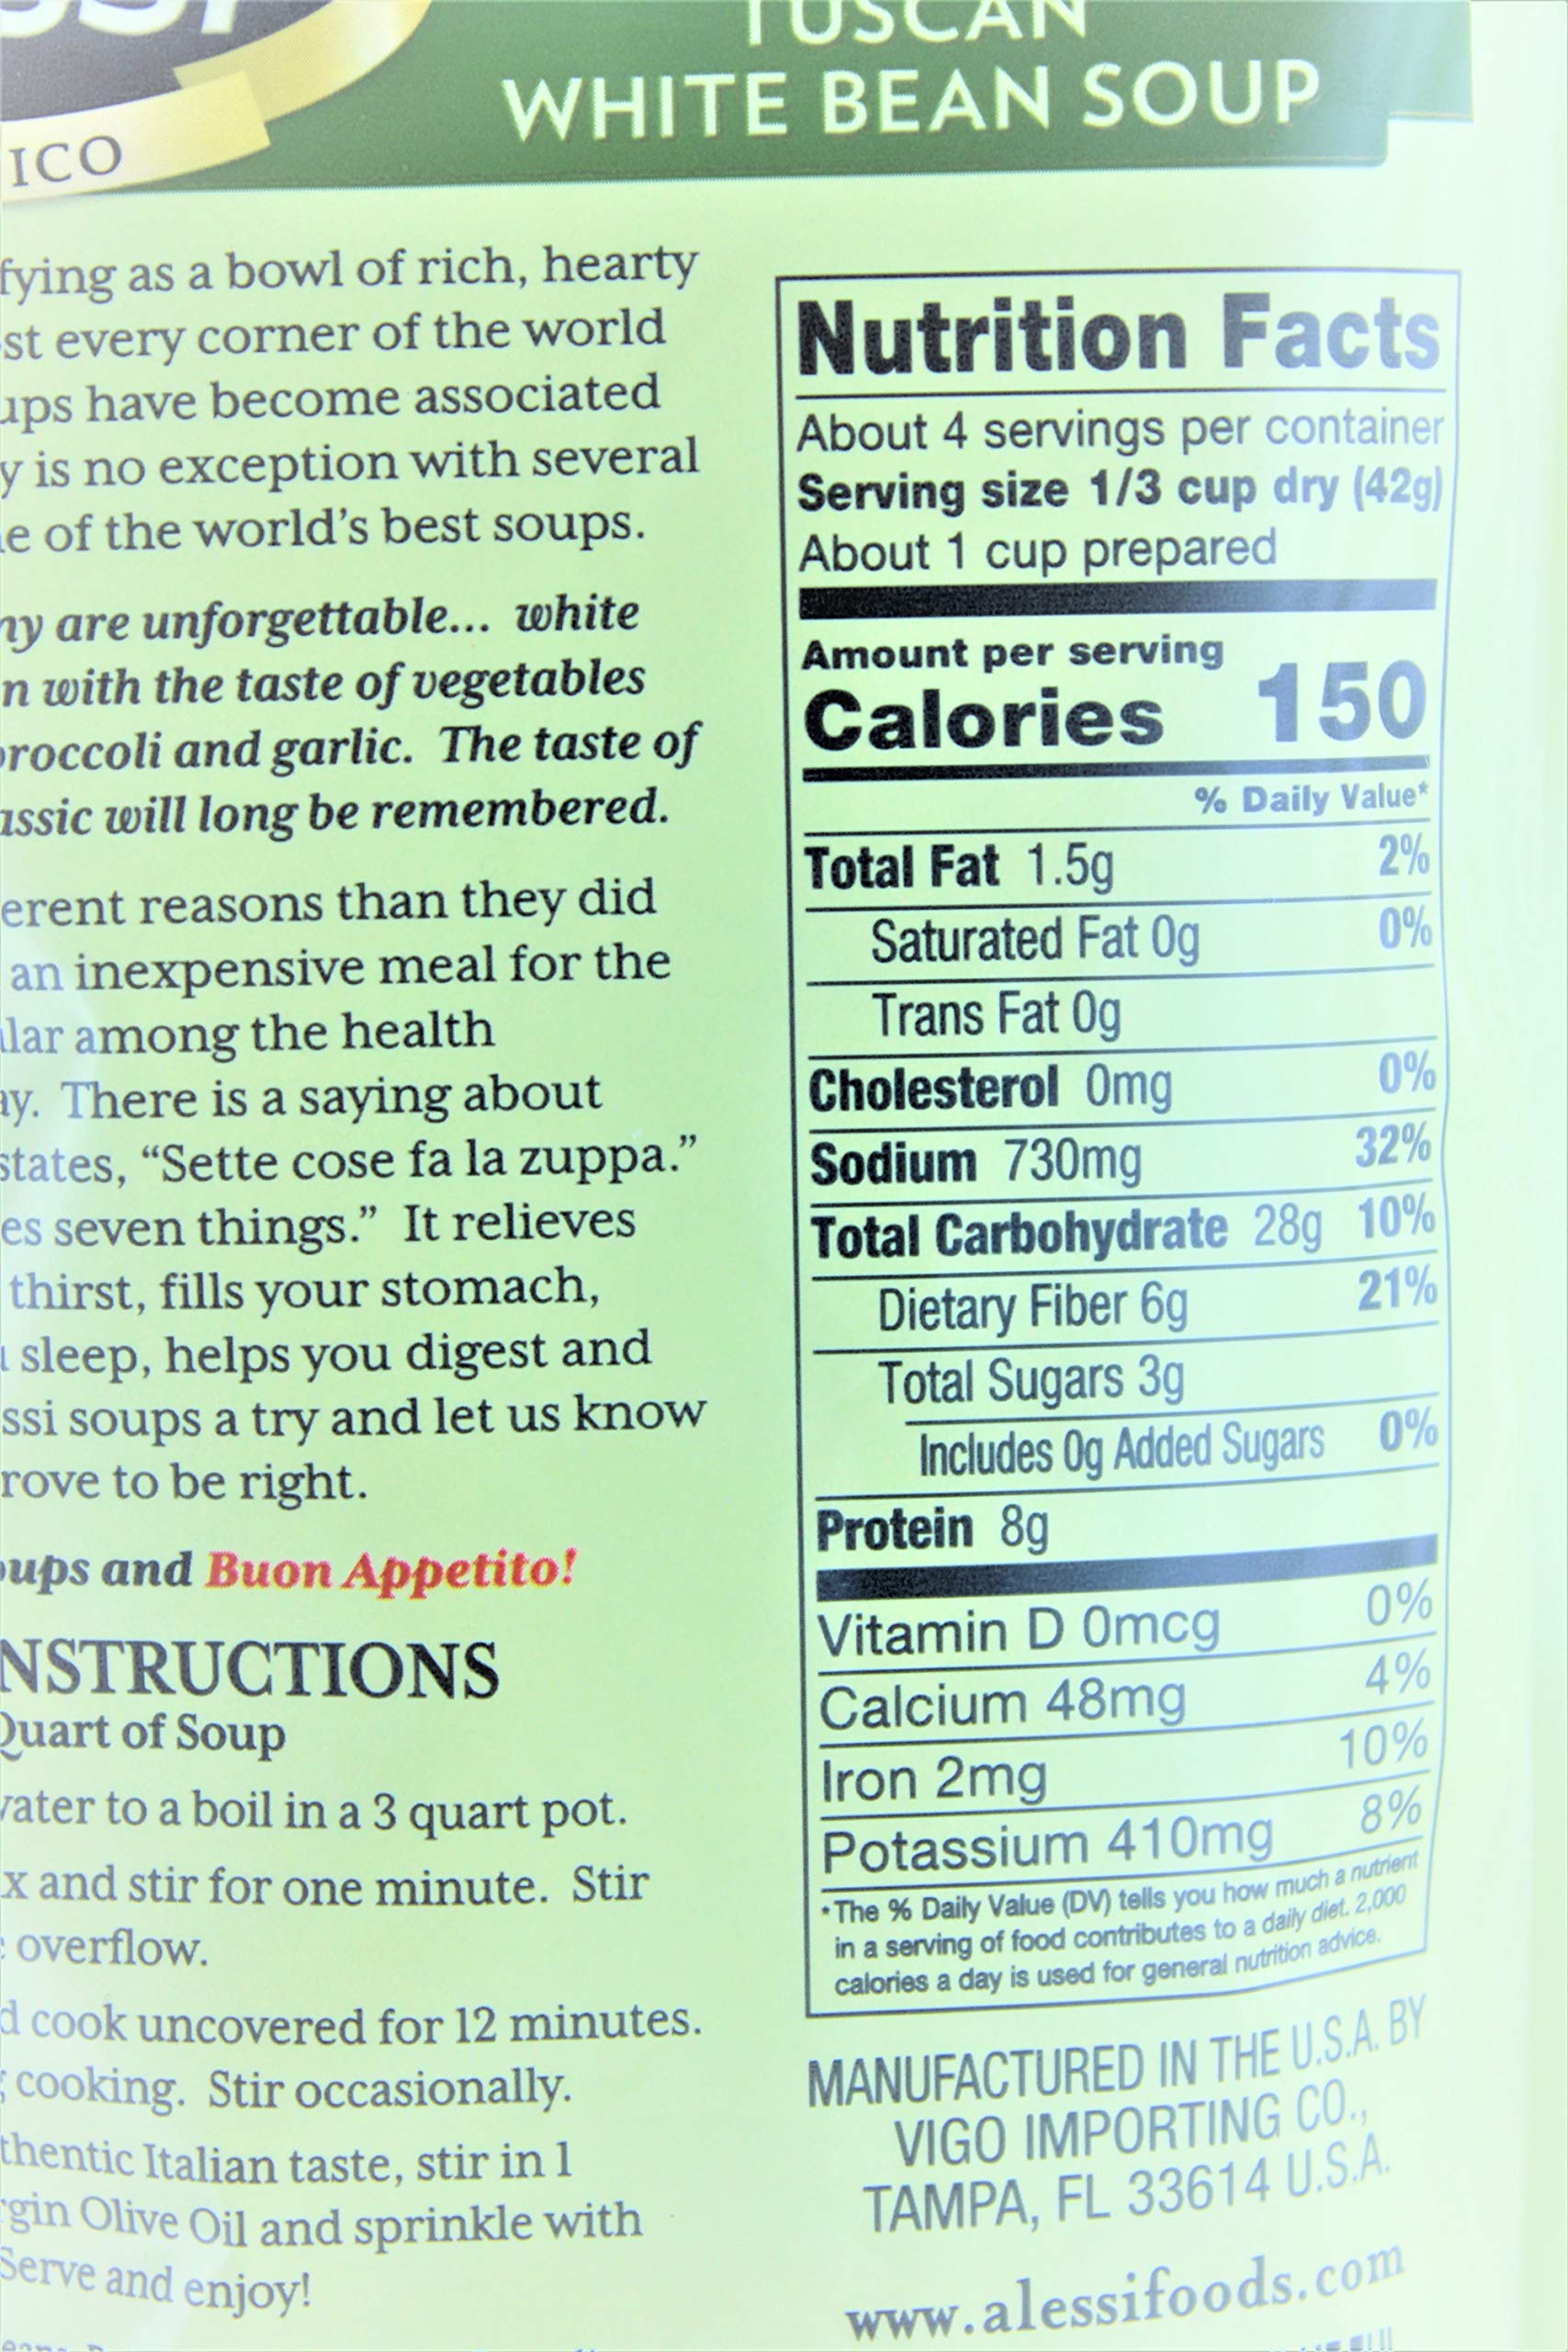 TUSCAN
WHITE BEAN SOUP
ICO
fying as a bowl of rich, hearty
st every corner of the world
ups have become associated
y is no exception with several
e of the world's best soups.
ny are unforgettable... white
n with the taste of vegetables
broccoli and garlic. The taste of
assic will long be remembered.
erent reasons than they did
an inexpensive meal for the
lar among the health
ay. There is a saying about
states, “Sette cose fa la zuppa.”
es seven things.” It relieves
thirst, fills your stomach,
sleep, helps you digest and
ssi soups a try and let us know
rove to be right.
oups and Buon Appetito!
NSTRUCTIONS
Quart of Soup
vater to a boil in a 3 quart pot.
x and stir for one minute. Stir
overflow.
d cook uncovered for 12 minutes.
g cooking. Stir occasionally.
thentic Italian taste, stir in 1
rgin Olive Oil and sprinkle with
Serve and enjoy!
Nutrition Facts
About 4 servings per container
Serving size 1/3 cup dry (42g)
About 1 cup prepared
Amount per serving
Calories 150
% Daily Value*
Total Fat 1.5g 2%
Saturated Fat 0g 0%
Trans Fat 0g
Cholesterol 0mg 0%
Sodium 730mg 32%
Total Carbohydrate 28g 10%
Dietary Fiber 6g 21%
Total Sugars 3g
Includes 0g Added Sugars 0%
Protein 8g
Vitamin D 0mcg 0%
Calcium 48mg 4%
Iron 2mg 10%
Potassium 410mg 8%
*The % Daily Value (DV) tells you how much a nutrient
in a serving of food contributes to a daily diet. 2,000
calories a day is used for general nutrition advice.
MANUFACTURED IN THE U.S.A. BY
VIGO IMPORTING CO.,
TAMPA, FL 33614 U.S.A.
www.alessifoods.com